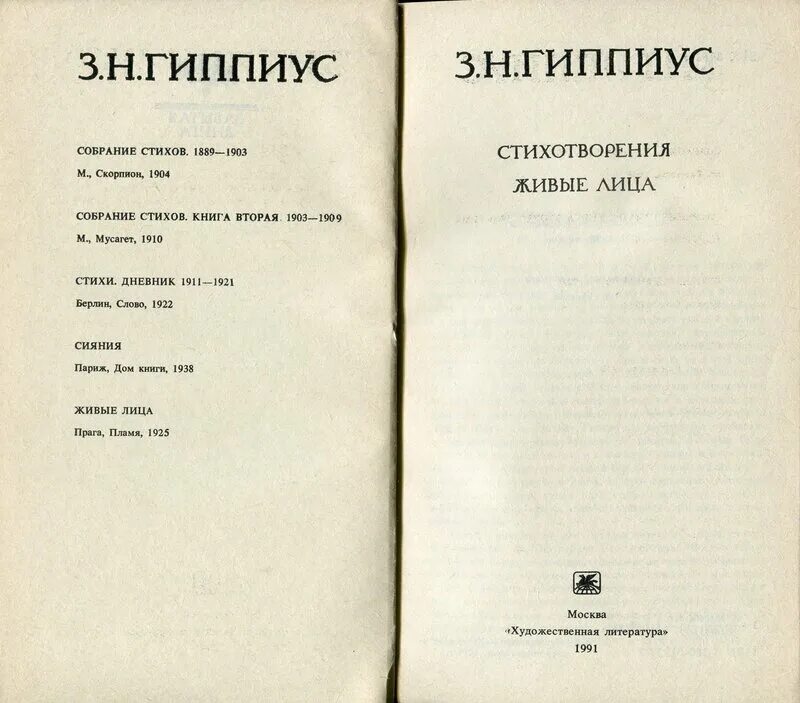 З.Н.ГИППИУС
СОБРАНИЕ СТИХОВ. 1889—1903
М., Скорпион, 1904
СОБРАНИЕ СТИХОВ. КНИГА ВТОРАЯ. 1903—1909
М., Мусагет, 1910
СТИХИ. ДНЕВНИК 1911—1921
Берлин, Слово, 1922
СИЯНИЯ
Париж, Дом книги, 1938
ЖИВЫЕ ЛИЦА
Прага, Пламя, 1925
З.Н.ГИППИУС
СТИХОТВОРЕНИЯ
ЖИВЫЕ ЛИЦА
Москва
«Художественная литература»
1991